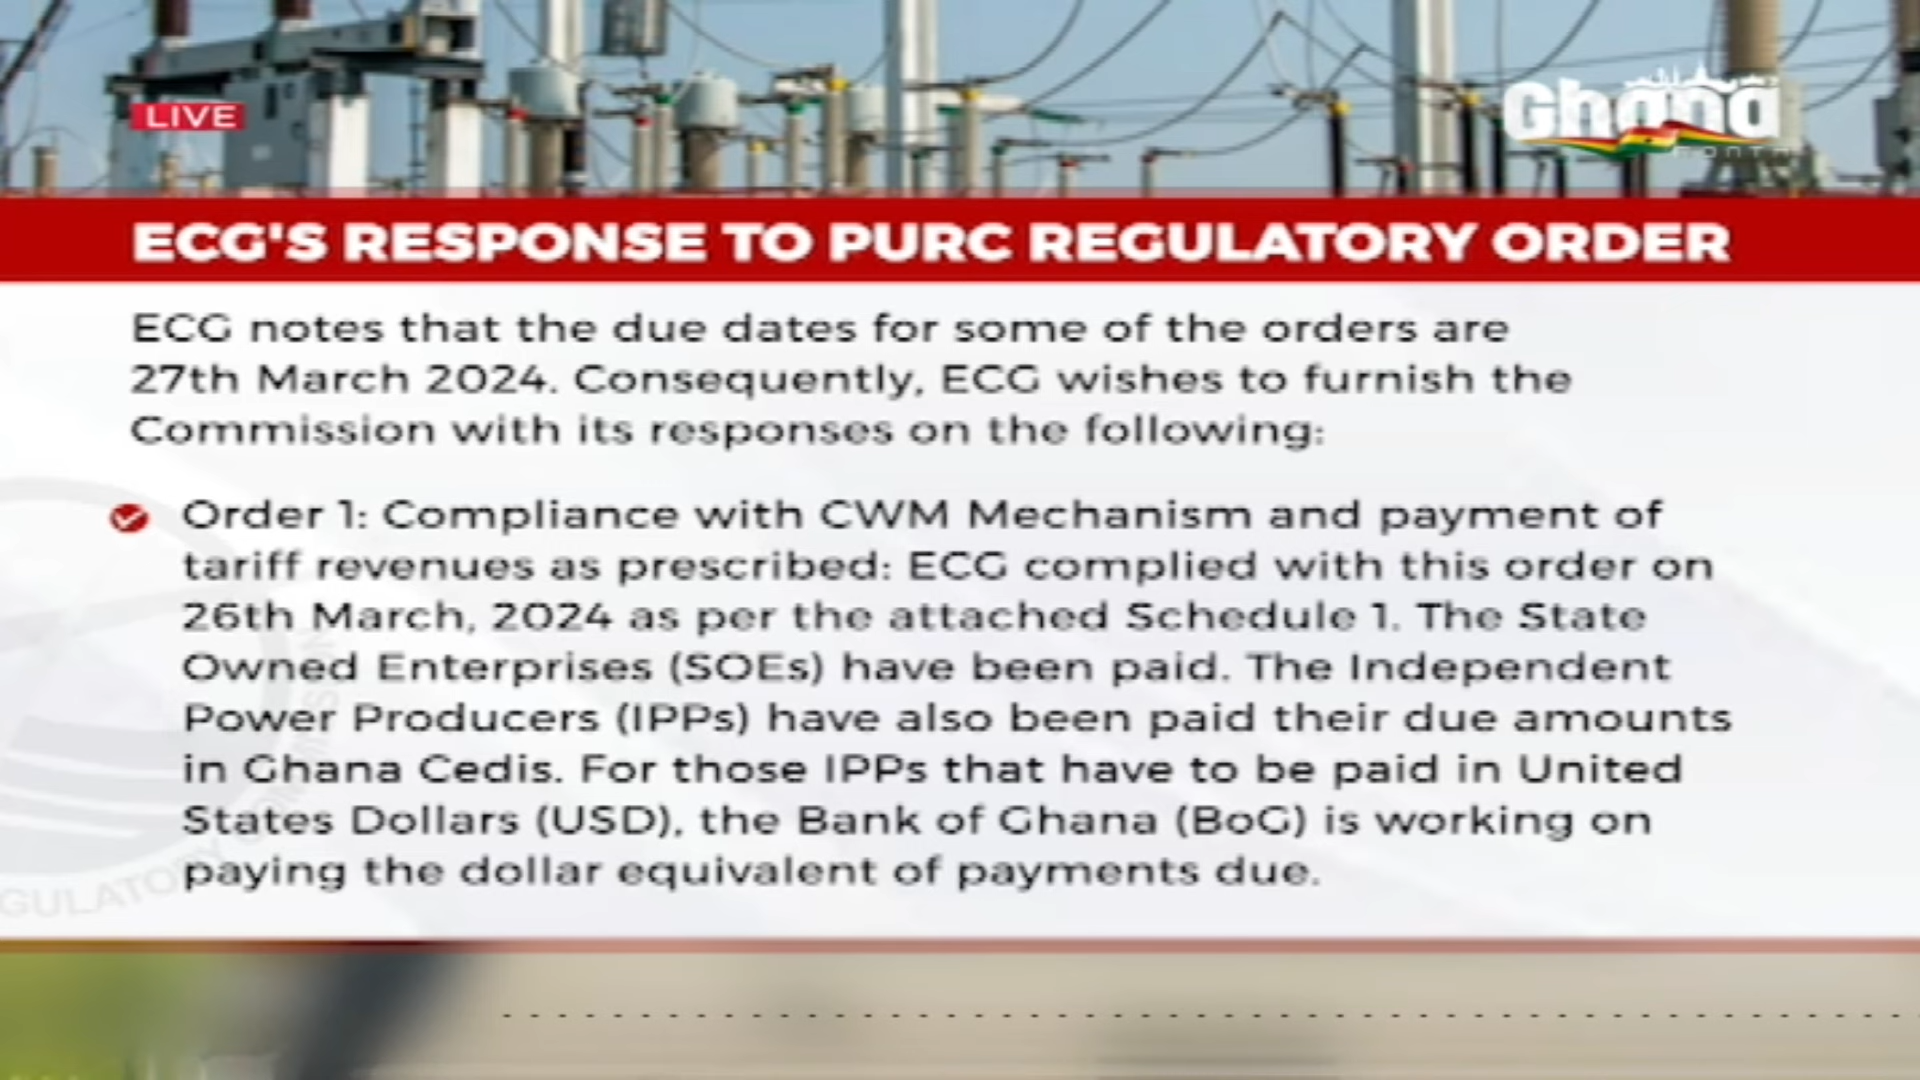 LIVE
Ghana
MONTH
ECG'S RESPONSE TO PURC REGULATORY ORDER
ECG notes that the due dates for some of the orders are
27th March 2024. Consequently, ECG wishes to furnish the
Commission with its responses on the following:
Order 1: Compliance with CWM Mechanism and payment of
tariff revenues as prescribed: ECG complied with this order on
26th March, 2024 as per the attached Schedule 1. The State
Owned Enterprises (SOEs) have been paid. The Independent
Power Producers (IPPs) have also been paid their due amounts
in Ghana Cedis. For those IPPs that have to be paid in United
States Dollars (USD), the Bank of Ghana (BoG) is working on
paying the dollar equivalent of payments due.